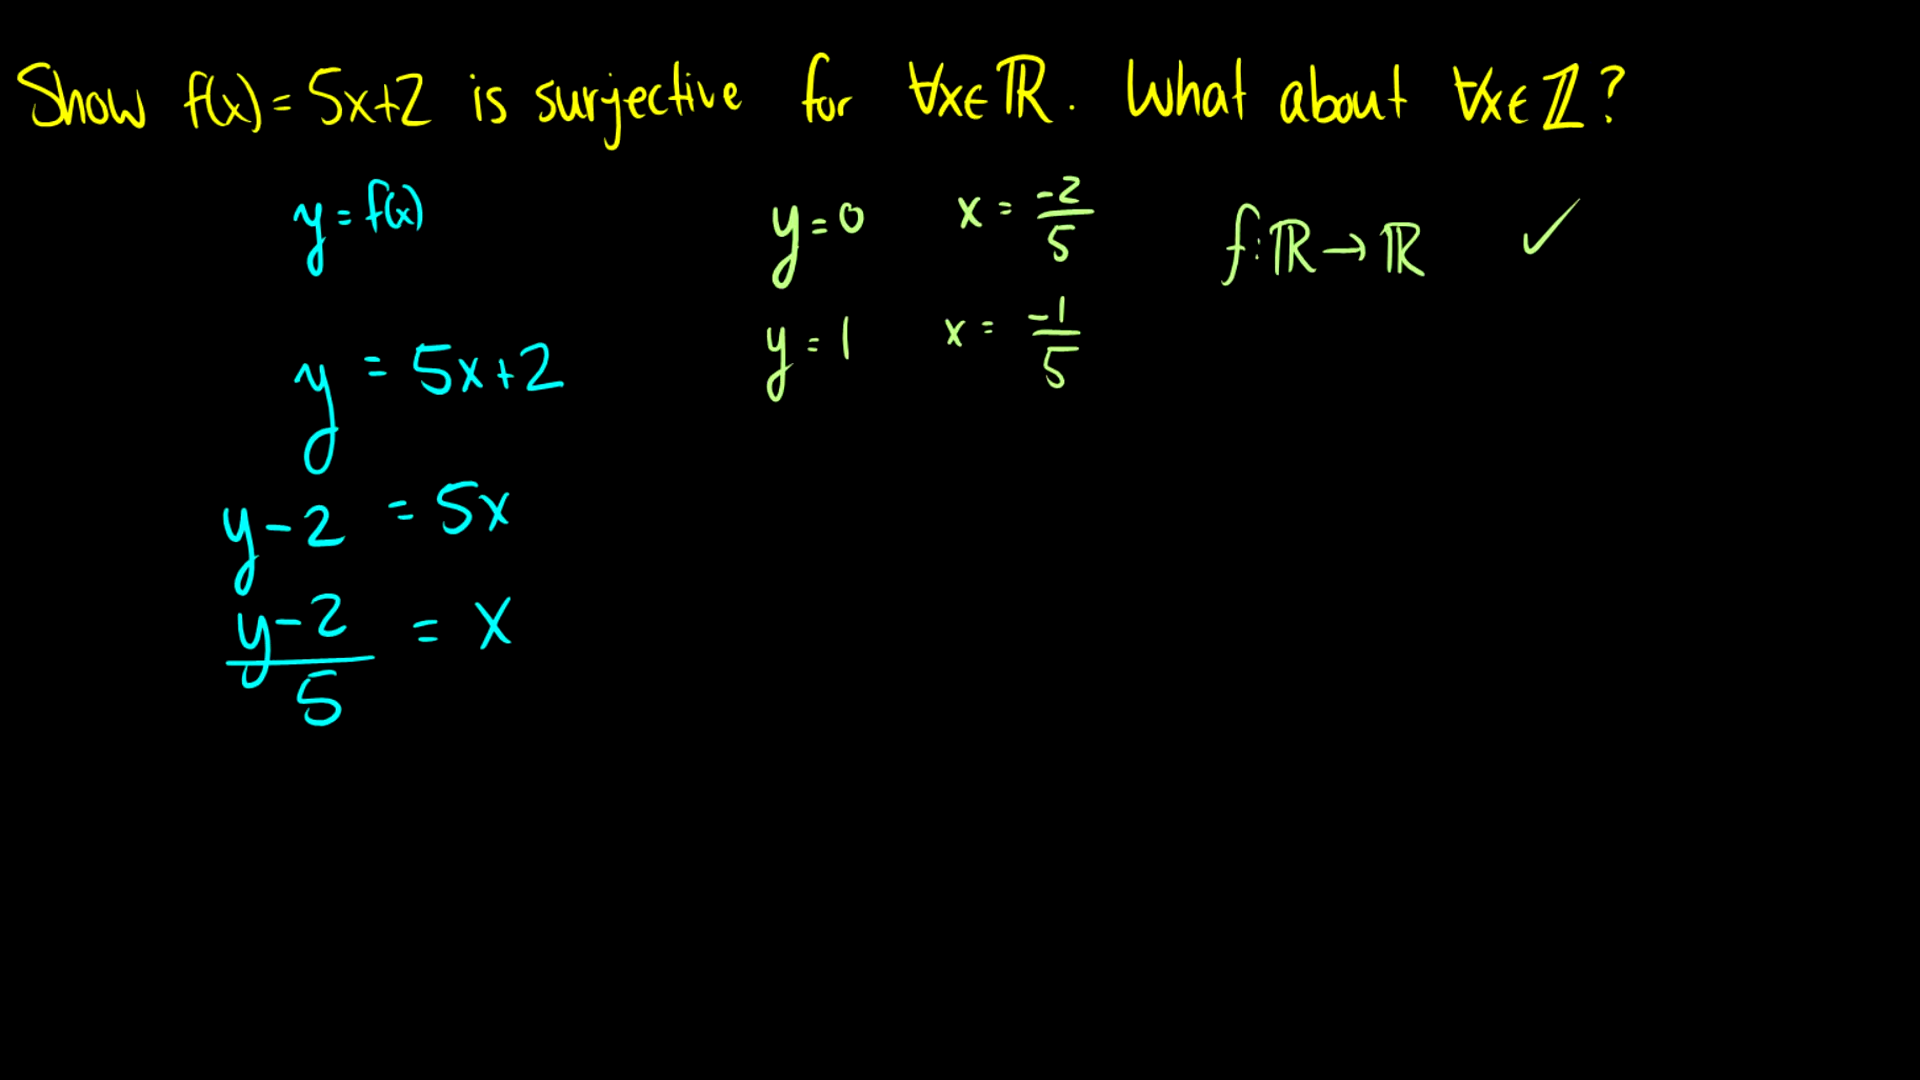 Show f(x) = 5x+2 is surjective for ∀x∈ℝ. What about ∀x∈ℤ?
y = f(x)
y = 5x+2
y-2 = 5x
y-2/5 = x
y=0 x = -2/5
y=1 x = -1/5
f:ℝ→ℝ ✓